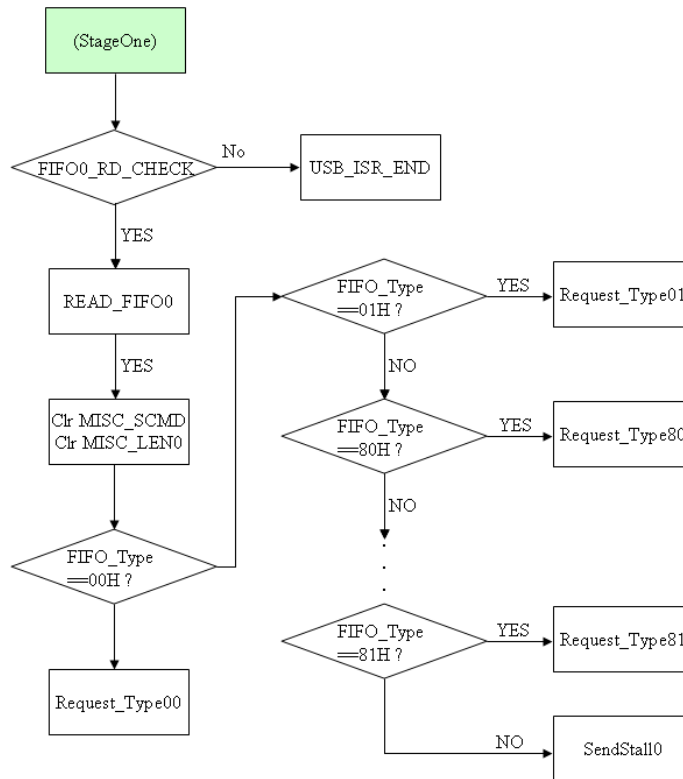 (StageOne)
FIFO0_RD_CHECK
No
USB_ISR_END
YES
READ_FIFO0
YES
Clr MISC_SCMD
Clr MISC_LEN0
FIFO_Type
==00H ?
Request_Type00
FIFO_Type
==01H ?
YES
Request_Type01
NO
FIFO_Type
==80H ?
YES
Request_Type80
NO
.
.
.
FIFO_Type
==81H ?
YES
Request_Type81
NO
SendStall0